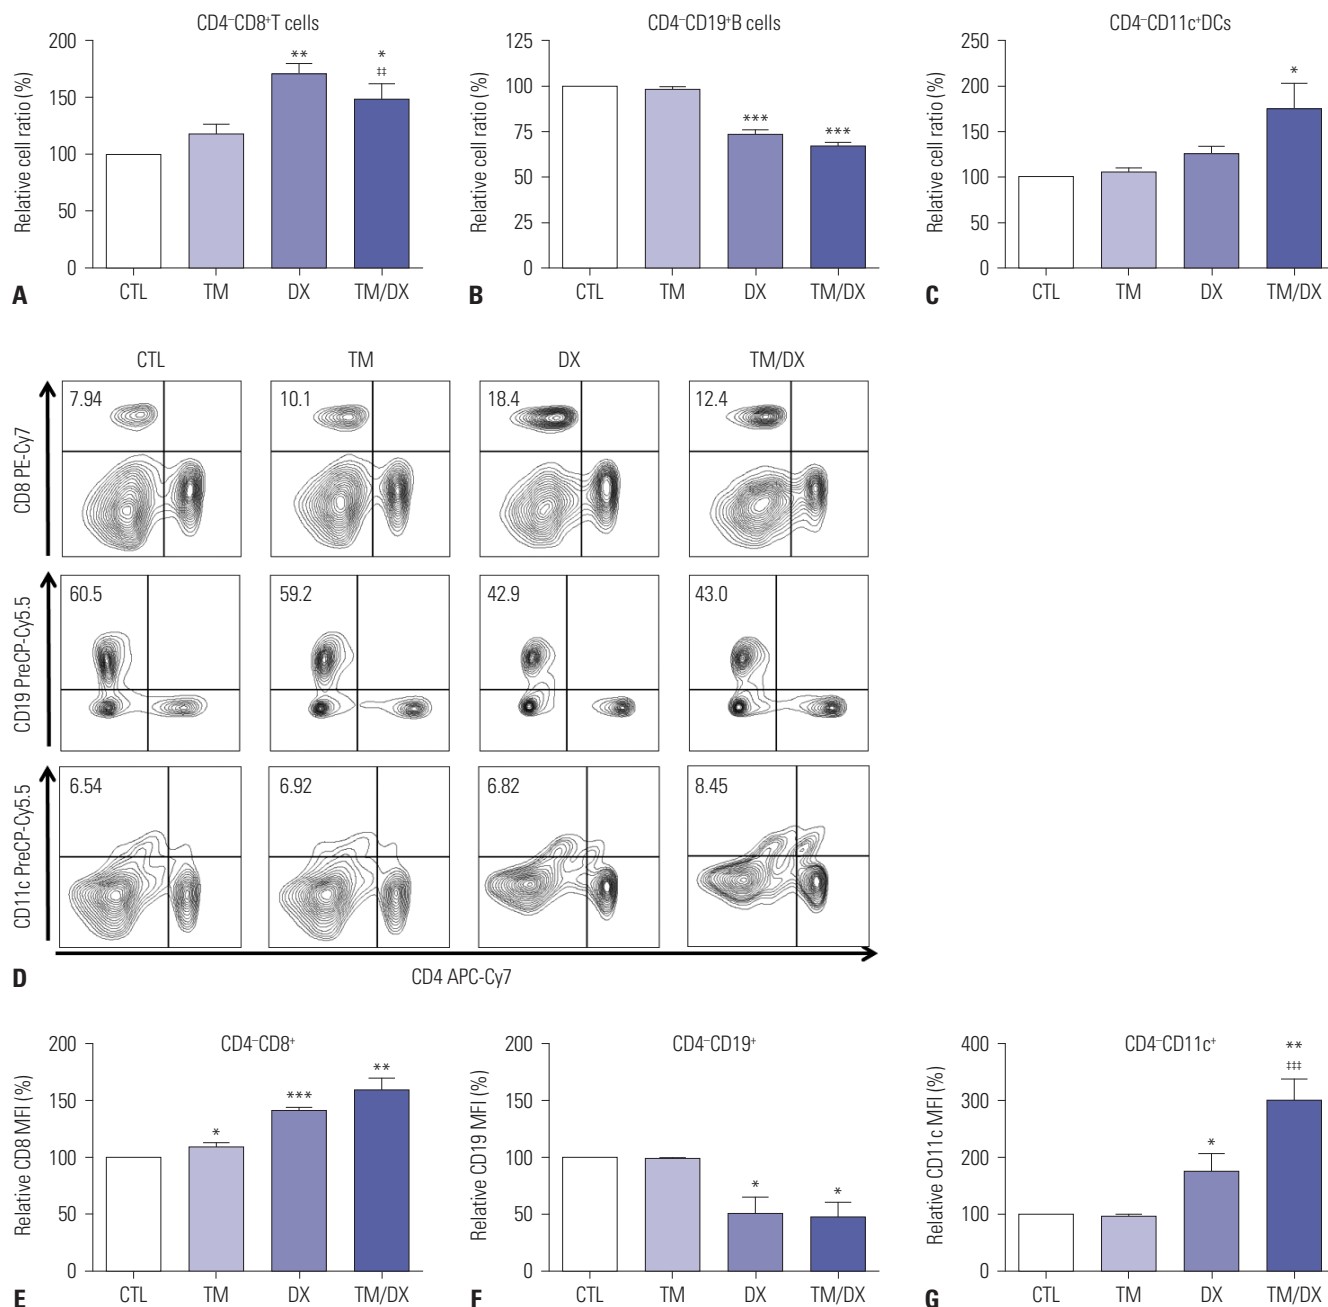 CD4⁻CD8⁺T cells
Relative cell ratio (%)
200
150
100
50
0
**
*
‡‡
CTL TM DX TM/DX
A
CD4⁻CD19⁺B cells
Relative cell ratio (%)
125
100
75
50
25
0
***
***
CTL TM DX TM/DX
B
CD4⁻CD11c⁺DCs
Relative cell ratio (%)
250
200
150
100
50
0
*
CTL TM DX TM/DX
C
CTL TM DX TM/DX
CD8 PE-Cy7
7.94 10.1 18.4 12.4
CD19 PreCP-Cy5.5
60.5 59.2 42.9 43.0
CD11c PreCP-Cy5.5
6.54 6.92 6.82 8.45
CD4 APC-Cy7
D
CD4⁻CD8⁺
Relative CD8 MFI (%)
200
150
100
50
0
*
***
**
CTL TM DX TM/DX
E
CD4⁻CD19⁺
Relative CD19 MFI (%)
200
150
100
50
0
*
*
CTL TM DX TM/DX
F
CD4⁻CD11c⁺
Relative CD11c MFI (%)
400
300
200
100
0
*
**
‡‡‡
CTL TM DX TM/DX
G